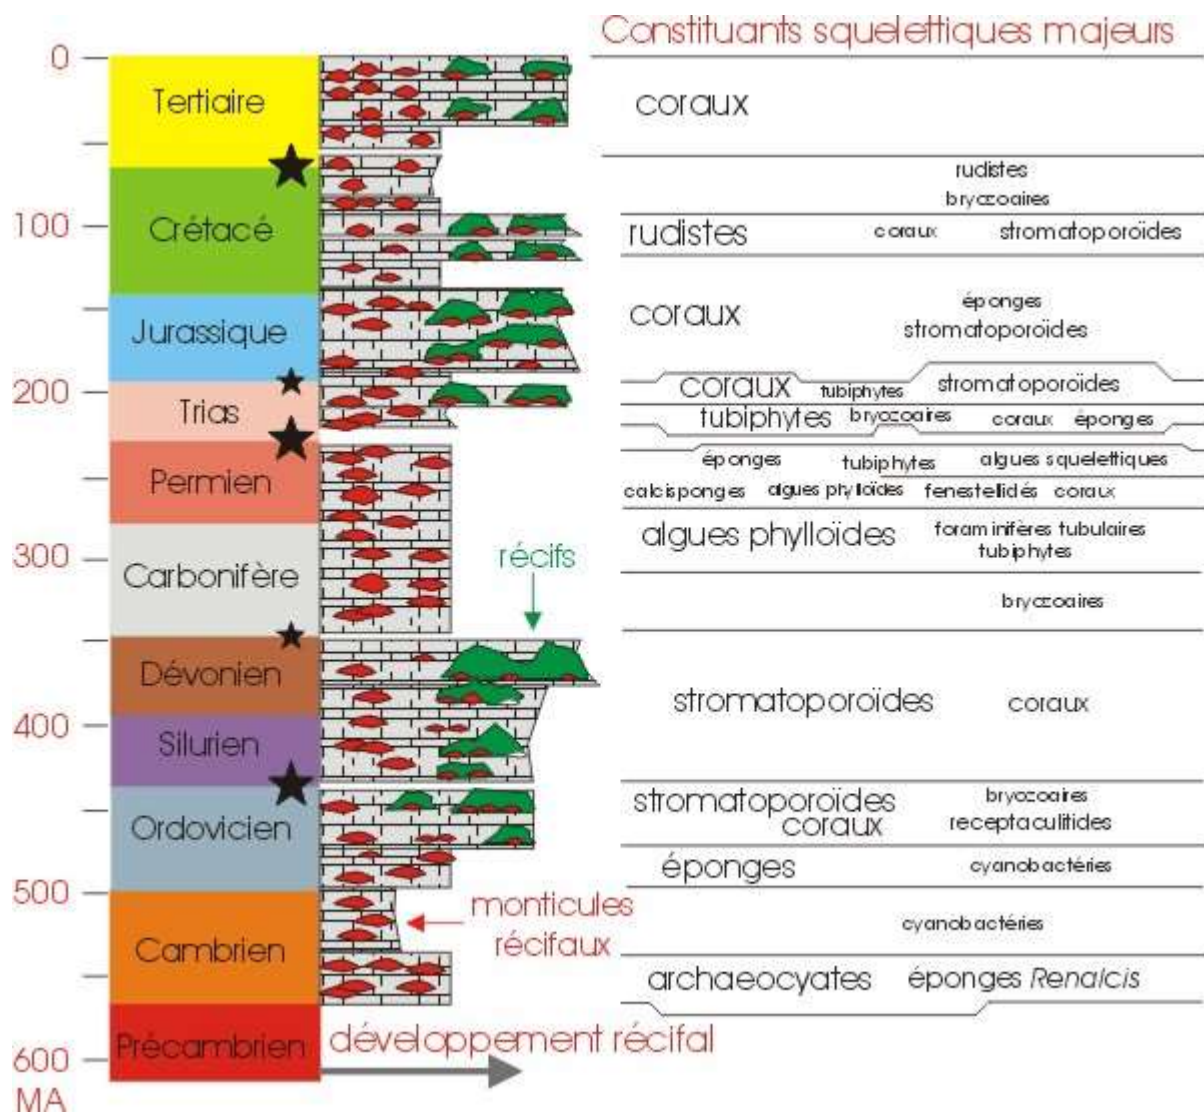 Constituants squelettiques majeurs
0
Tertiaire
coraux
rudistes
bryozoaires
100
Crétacé
rudistes coraux stromatoporoïdes
Jurassique
coraux
éponges
stromatoporoïdes
200
coraux tubiphytes stromatoporoïdes
Trias
tubiphytes bryozoaires coraux éponges
éponges tubiphytes algues squelettiques
Permien
calcisponges algues phylloïdes fenestellidés coraux
algues phylloïdes
foraminifères tubulaires
tubiphytes
300
récifs
Carbonifère
bryozoaires
Dévonien
stromatoporoïdes coraux
400
Silurien
stromatoporoïdes
coraux
bryozoaires
receptaculitides
Ordovicien
éponges cyanobactéries
500
monticules
récifaux
cyanobactéries
Cambrien
archaeocyates éponges Renalcis
Précambrien
développement récifal
600
MA